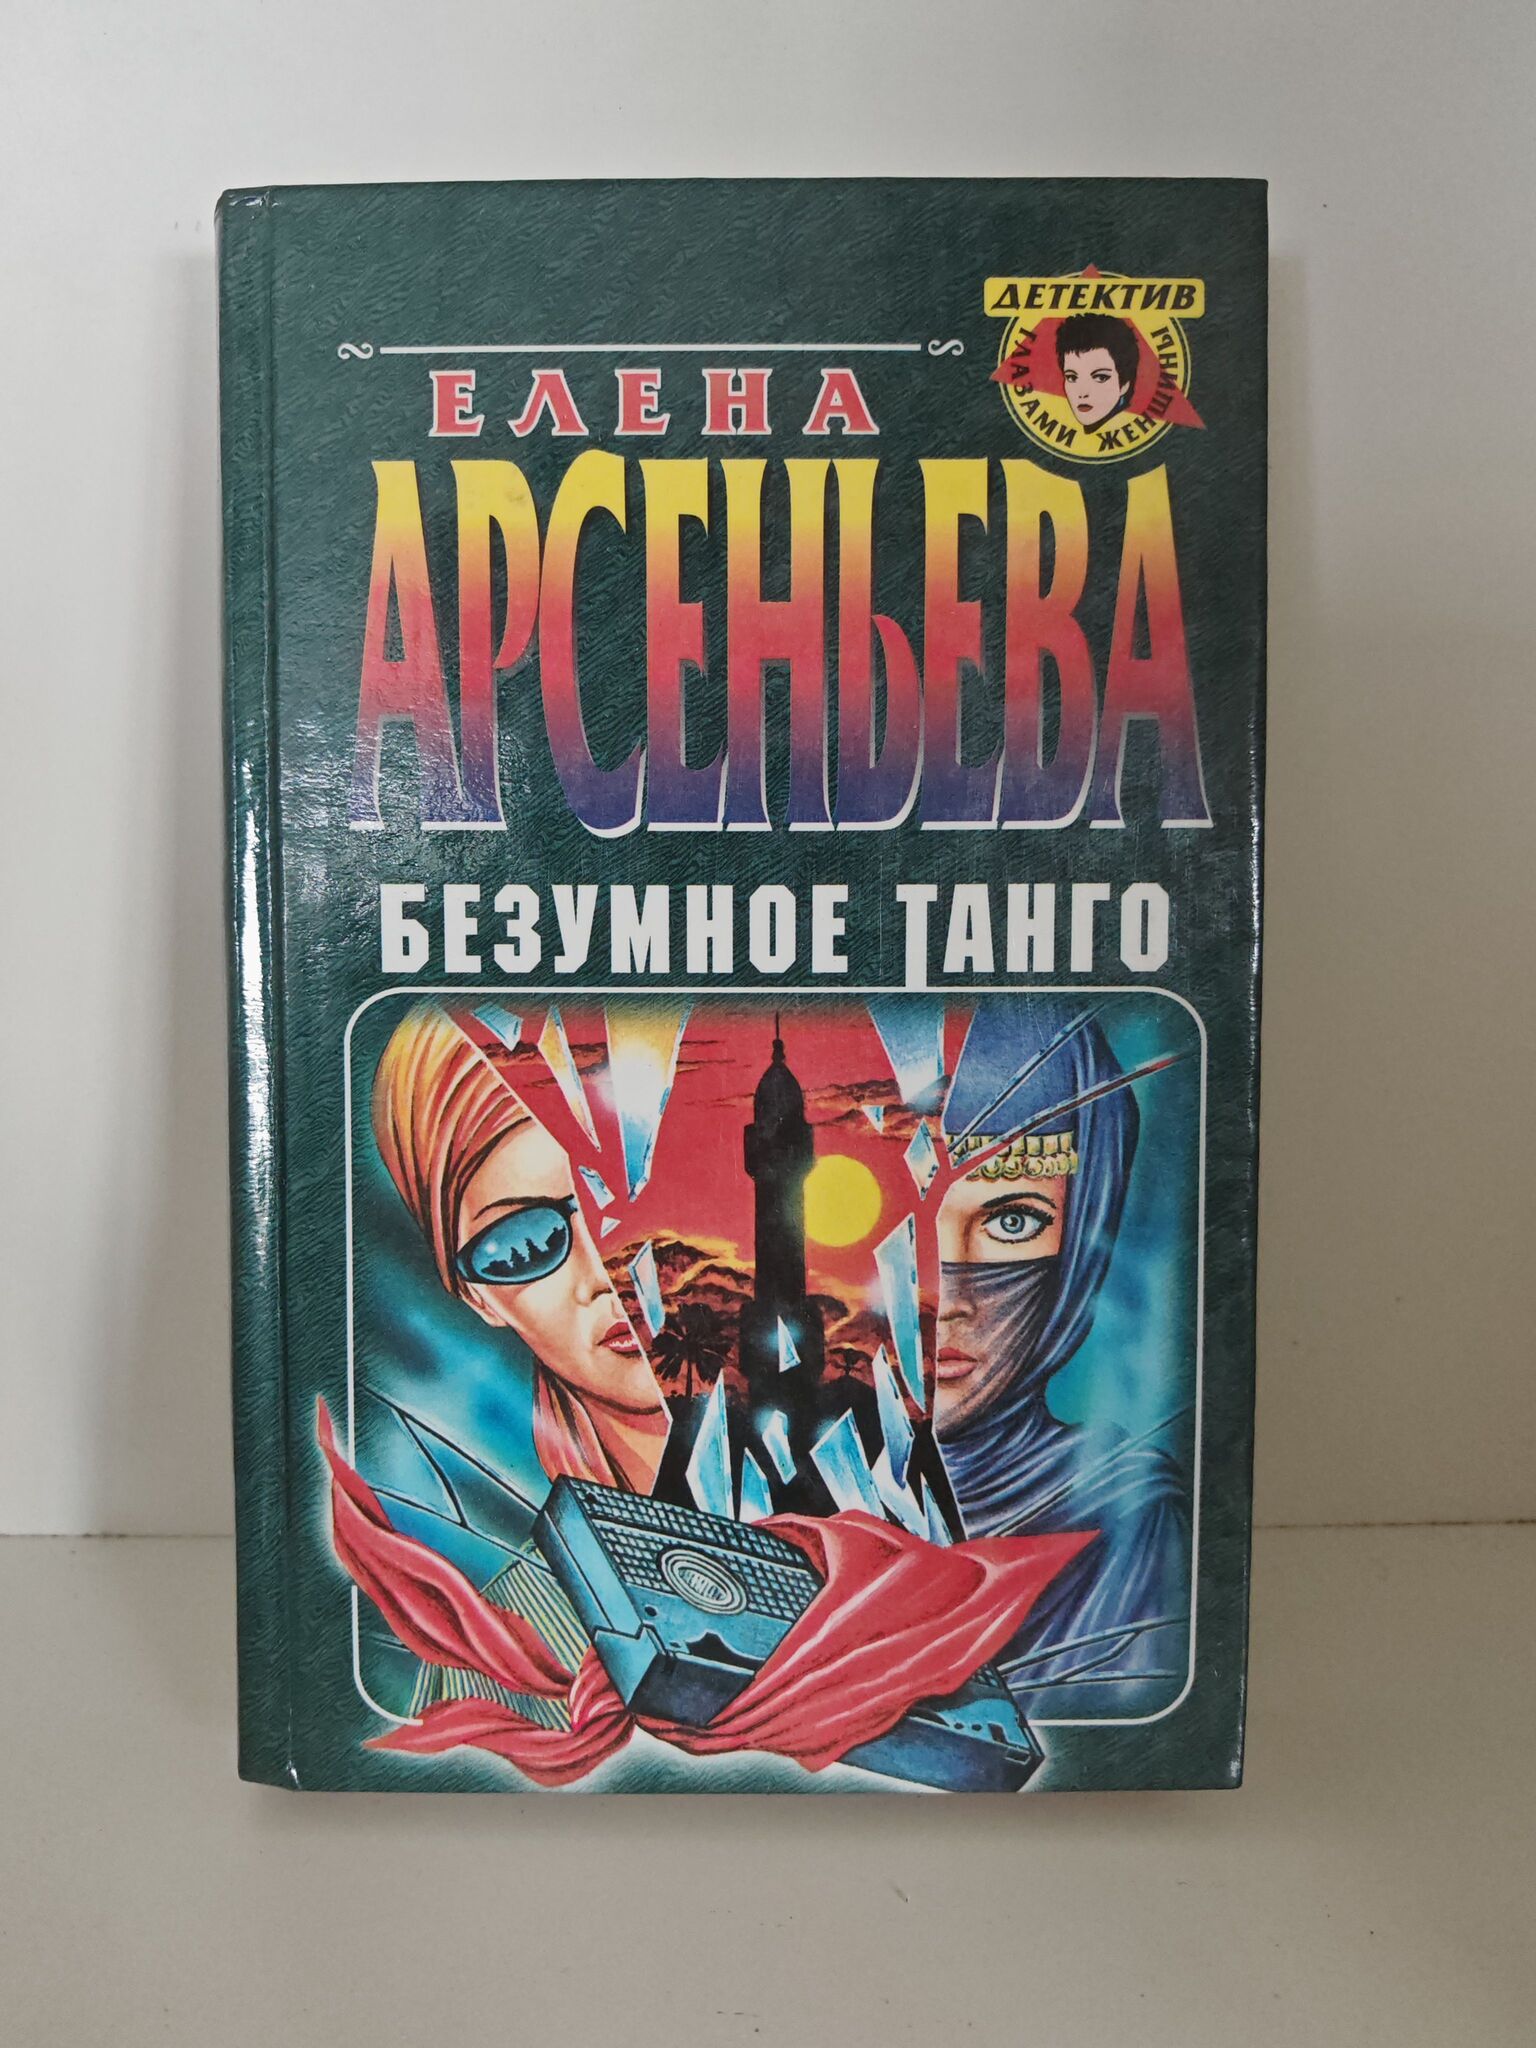 ДЕТЕКТИВ
ГЛАЗАМИ ЖЕНЩИНЫ
ЕЛЕНА
АРСЕНЬЕВА
БЕЗУМНОЕ ТАНГО